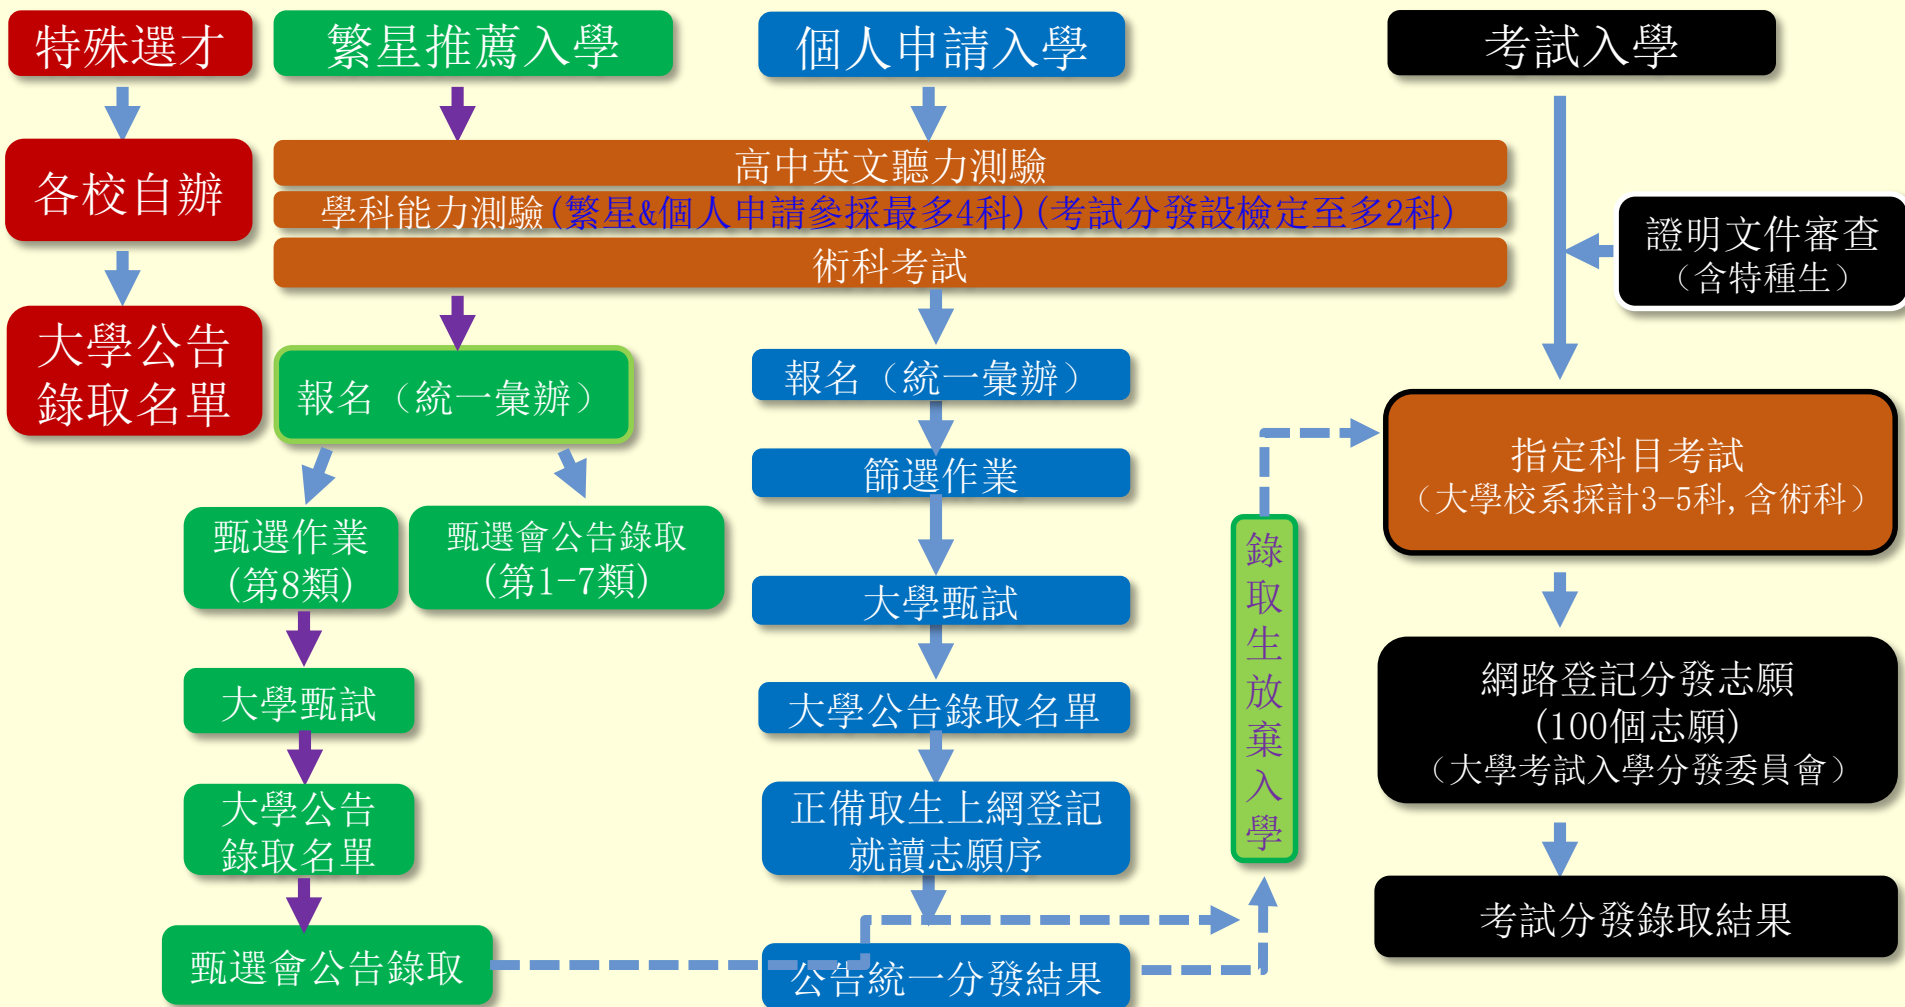 特殊選才
繁星推薦入學
個人申請入學
考試入學
各校自辦
高中英文聽力測驗
學科能力測驗(繁星&個人申請參採最多4科)(考試分發設檢定至多2科)
術科考試
證明文件審查
（含特種生）
大學公告
錄取名單
報名（統一彙辦）
報名（統一彙辦）
篩選作業
指定科目考試
（大學校系採計3-5科,含術科）
甄選作業
(第8類)
甄選會公告錄取
(第1-7類)
大學甄試
錄取生放棄入學
大學甄試
大學公告錄取名單
網路登記分發志願
(100個志願)
（大學考試入學分發委員會）
大學公告
錄取名單
正備取生上網登記
就讀志願序
甄選會公告錄取
公告統一分發結果
考試分發錄取結果